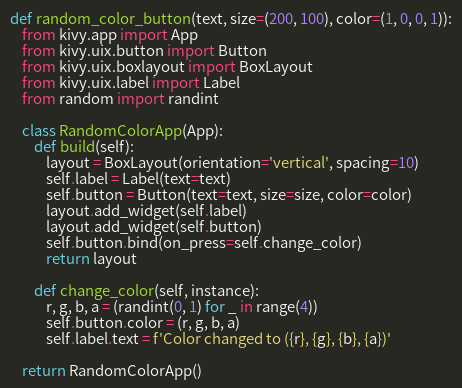 def random_color_button(text, size=(200, 100), color=(1, 0, 0, 1)):
    from kivy.app import App
    from kivy.uix.button import Button
    from kivy.uix.boxlayout import BoxLayout
    from kivy.uix.label import Label
    from random import randint

    class RandomColorApp(App):
        def build(self):
            layout = BoxLayout(orientation='vertical', spacing=10)
            self.label = Label(text=text)
            self.button = Button(text=text, size=size, color=color)
            layout.add_widget(self.label)
            layout.add_widget(self.button)
            self.button.bind(on_press=self.change_color)
            return layout

        def change_color(self, instance):
            r, g, b, a = (randint(0, 1) for _ in range(4))
            self.button.color = (r, g, b, a)
            self.label.text = f'Color changed to ({r}, {g}, {b}, {a})'

    return RandomColorApp()